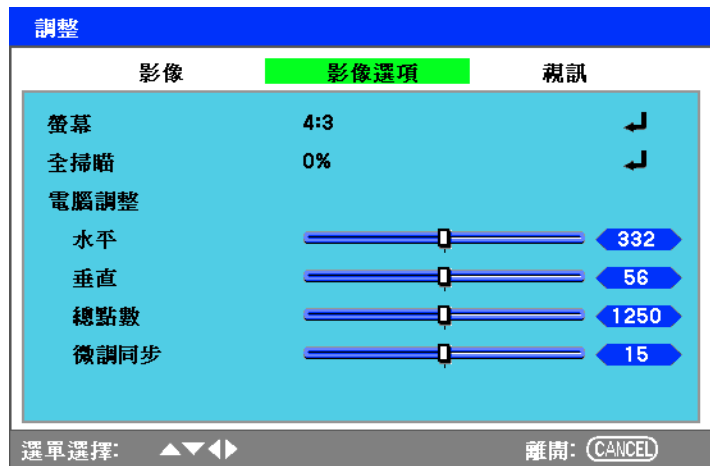 調整
影像 影像選項 視訊
螢幕 4:3
全掃瞄 0%
電腦調整
水平 332
垂直 56
總點數 1250
微調同步 15
選單選擇: ▲▼◀▶ 離開: CANCEL